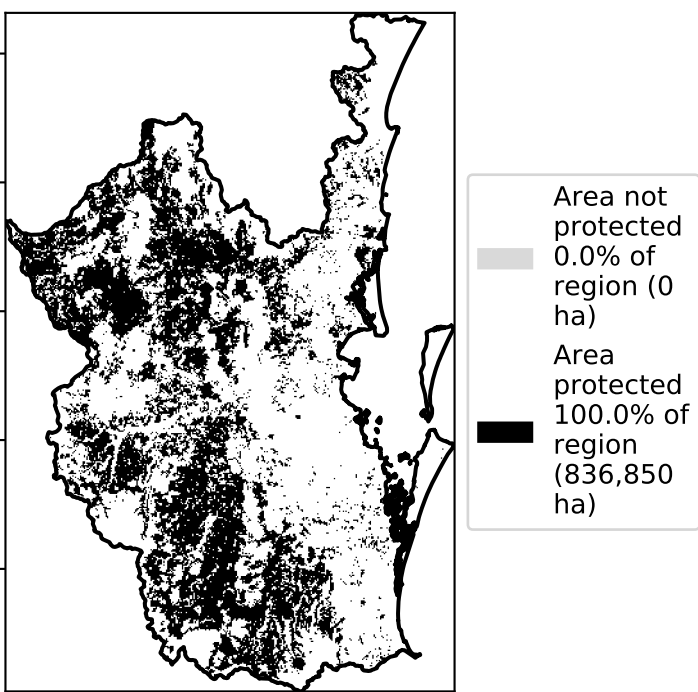 Area not
protected
0.0% of
region (0
ha)
Area
protected
100.0% of
region
(836,850
ha)